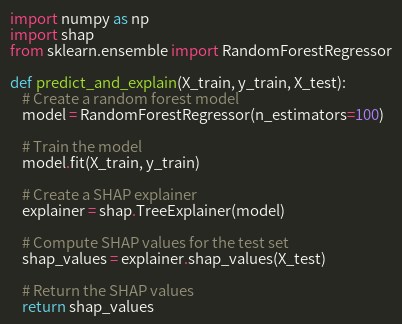 import numpy as np
import shap
from sklearn.ensemble import RandomForestRegressor

def predict_and_explain(X_train, y_train, X_test):
    # Create a random forest model
    model = RandomForestRegressor(n_estimators=100)

    # Train the model
    model.fit(X_train, y_train)

    # Create a SHAP explainer
    explainer = shap.TreeExplainer(model)

    # Compute SHAP values for the test set
    shap_values = explainer.shap_values(X_test)

    # Return the SHAP values
    return shap_values